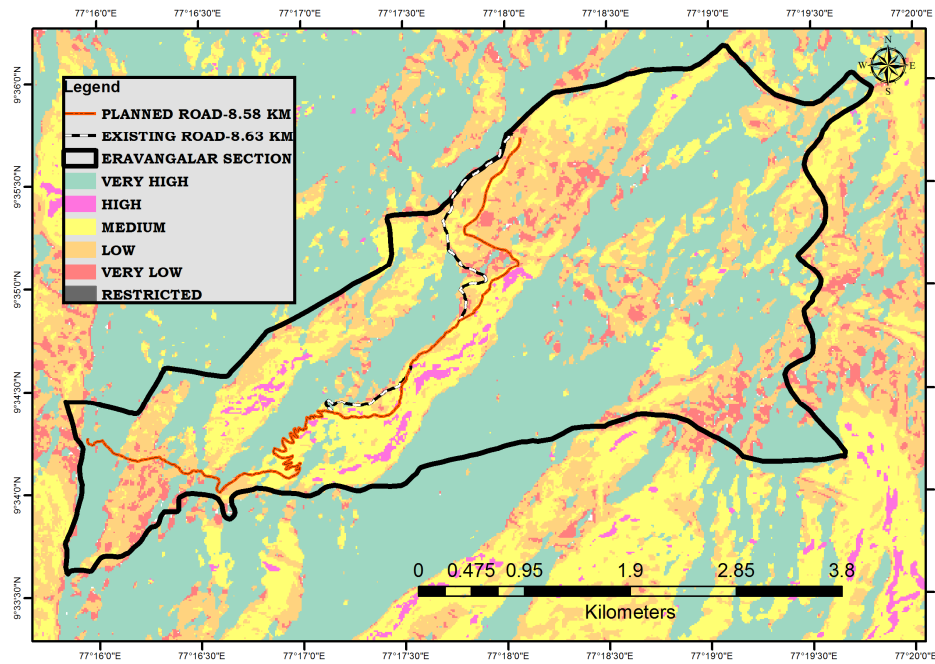 77°16'0"E 77°16'30"E 77°17'0"E 77°17'30"E 77°18'0"E 77°18'30"E 77°19'0"E 77°19'30"E 77°20'0"E
N
W E
S
9°36'0"N
9°35'30"N
9°35'0"N
9°34'30"N
9°34'0"N
9°33'30"N
Legend
PLANNED ROAD-8.58 KM
EXISTING ROAD-8.63 KM
ERAVANGALAR SECTION
VERY HIGH
HIGH
MEDIUM
LOW
VERY LOW
RESTRICTED
0 0.475 0.95 1.9 2.85 3.8
Kilometers
77°16'0"E 77°16'30"E 77°17'0"E 77°17'30"E 77°18'0"E 77°18'30"E 77°19'0"E 77°19'30"E 77°20'0"E